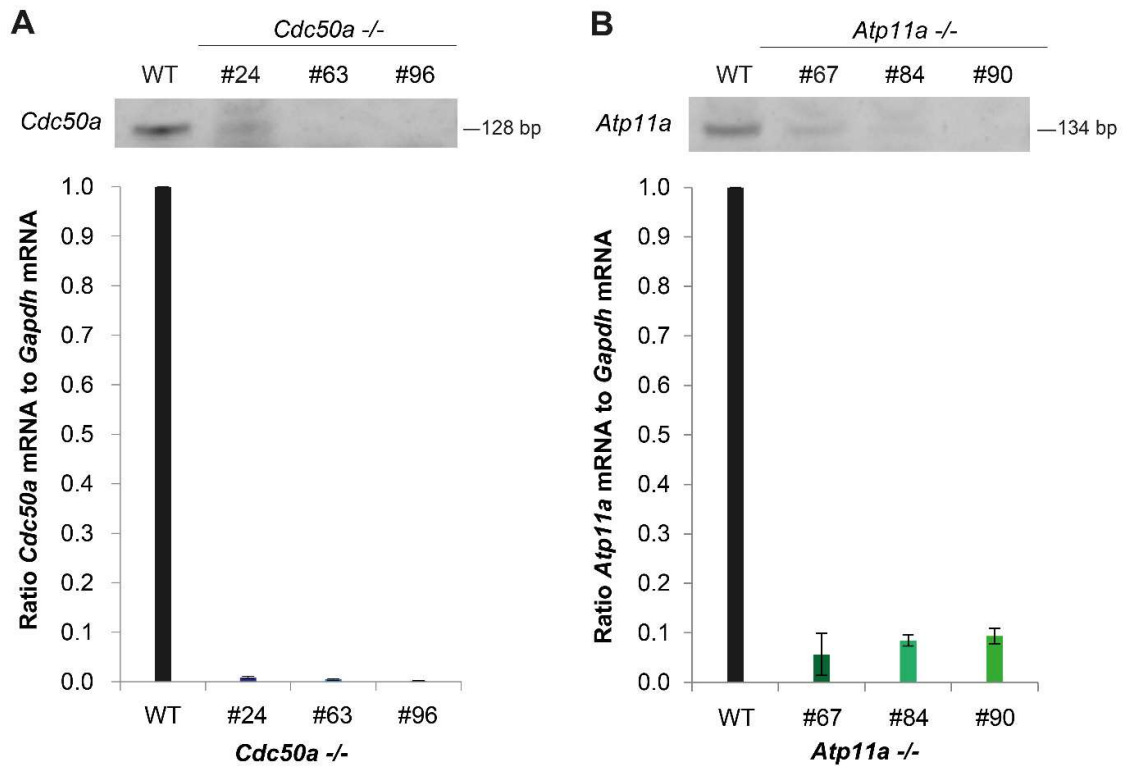 A
Cdc50a -/-
WT #24 #63 #96
Cdc50a
—128 bp
Ratio Cdc50a mRNA to Gapdh mRNA
1.0
0.9
0.8
0.7
0.6
0.5
0.4
0.3
0.2
0.1
0.0
WT #24 #63 #96
Cdc50a -/-
B
Atp11a -/-
WT #67 #84 #90
Atp11a
—134 bp
Ratio Atp11a mRNA to Gapdh mRNA
1.0
0.9
0.8
0.7
0.6
0.5
0.4
0.3
0.2
0.1
0.0
WT #67 #84 #90
Atp11a -/-